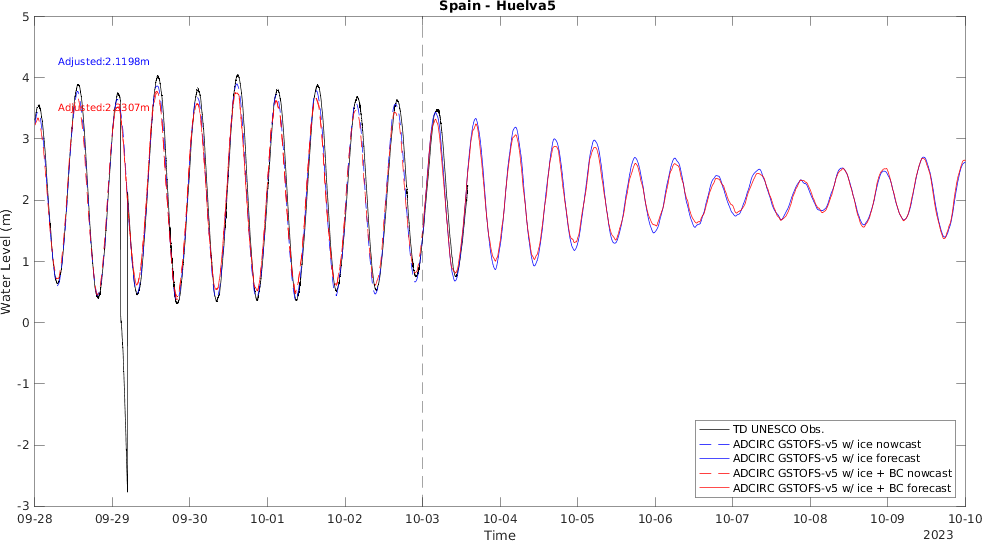 Spain - Huelva5
5
4
3
2
1
0
-1
-2
-3
Water Level (m)
Adjusted:2.1198m
TD UNESCO Obs.
ADCIRC GSTOFS-v5 w/ ice nowcast
ADCIRC GSTOFS-v5 w/ ice forecast
ADCIRC GSTOFS-v5 w/ ice + BC nowcast
ADCIRC GSTOFS-v5 w/ ice + BC forecast
09-28 09-29 09-30 10-01 10-02 10-03 10-04 10-05 10-06 10-07 10-08 10-09 10-10
Time
2023